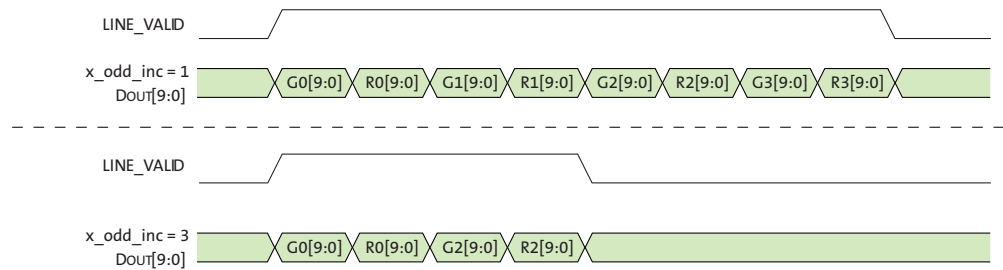 LINE_VALID
x_odd_inc = 1
DOUT[9:0]
G0[9:0] R0[9:0] G1[9:0] R1[9:0] G2[9:0] R2[9:0] G3[9:0] R3[9:0]
LINE_VALID
x_odd_inc = 3
DOUT[9:0]
G0[9:0] R0[9:0] G2[9:0] R2[9:0]